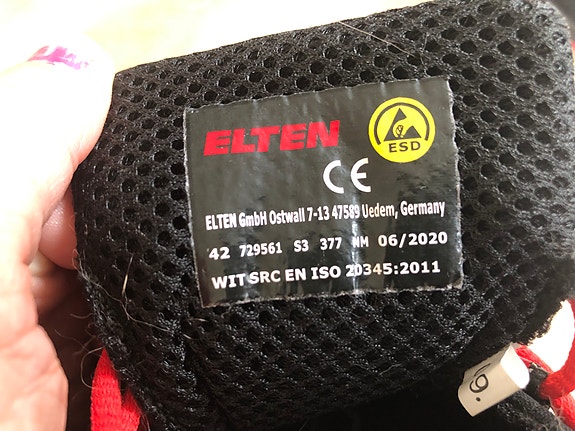 ELTEN
ESD
CE
ELTEN GmbH Ostwall 7-13 47589 Uedem, Germany
42 729561 S3 377 NM 06/2020
WIT SRC EN ISO 20345:2011